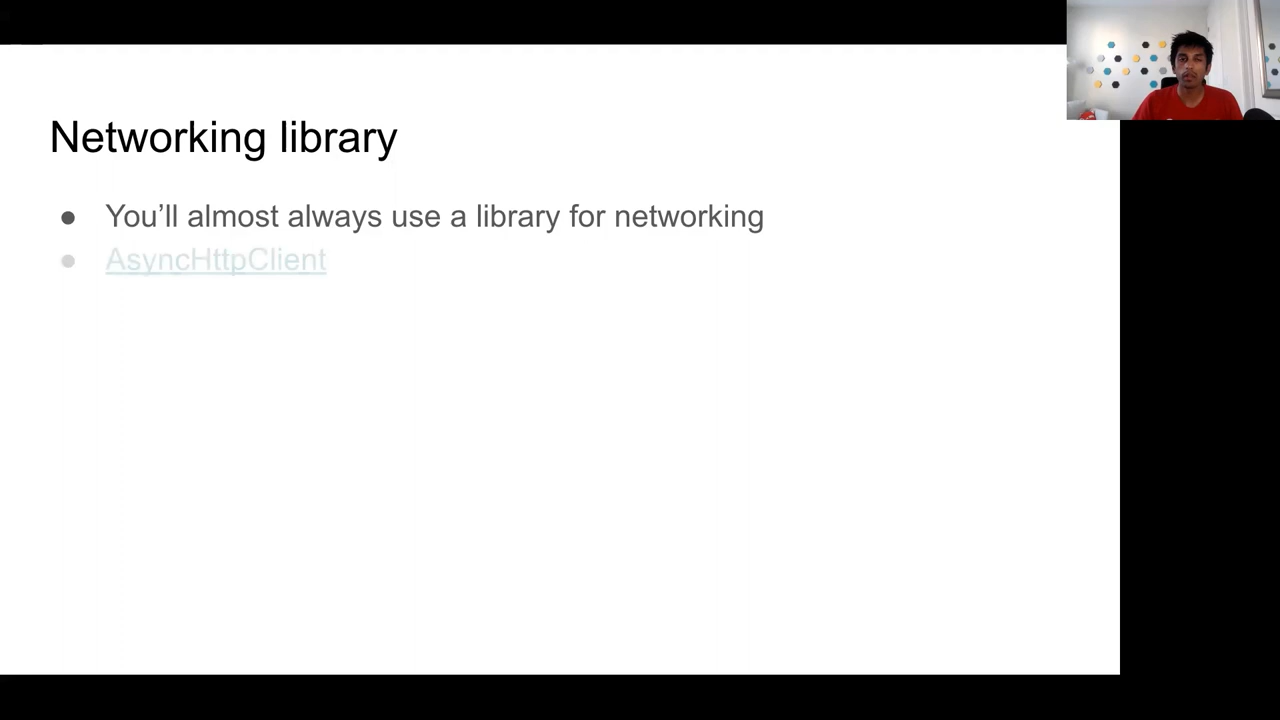 Networking library
● You’ll almost always use a library for networking
● AsyncHttpClient